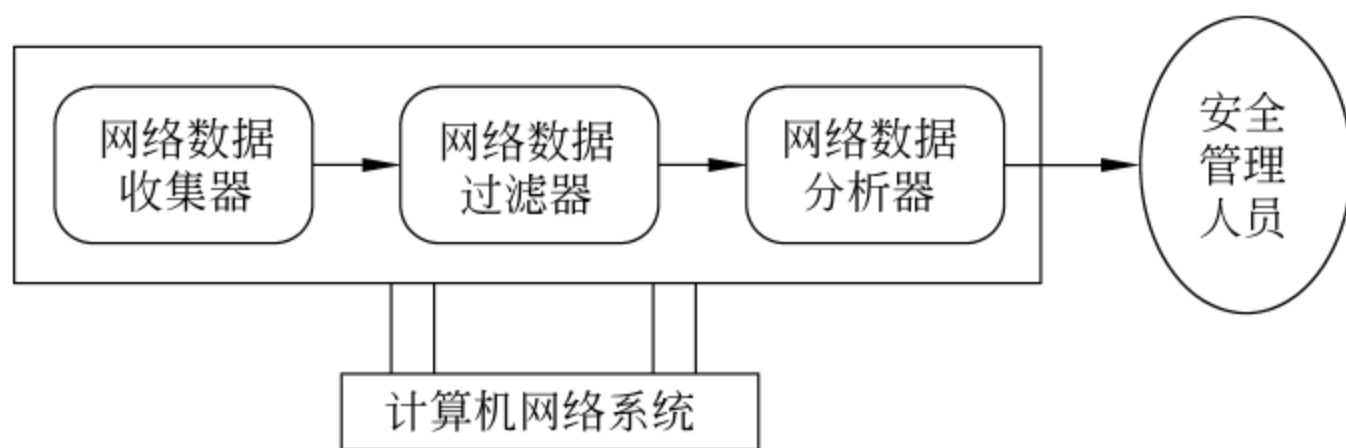 网络数据
收集器
网络数据
过滤器
网络数据
分析器
安全
管理
人员
计算机网络系统